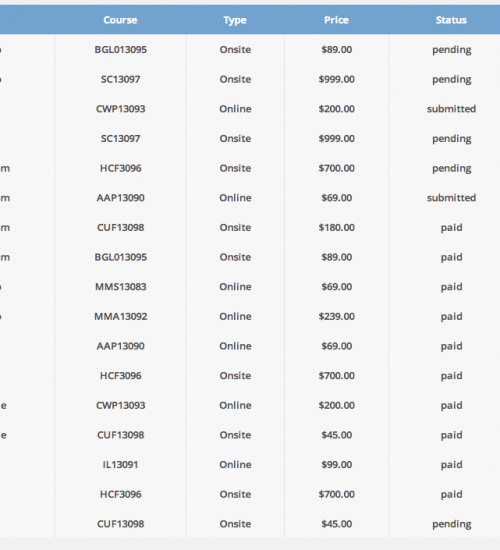 Course Type Price Status
BGL013095 Onsite $89.00 pending
SC13097 Onsite $999.00 pending
CWP13093 Online $200.00 submitted
SC13097 Onsite $999.00 pending
m HCF3096 Onsite $700.00 pending
m AAP13090 Online $69.00 submitted
m CUF13098 Onsite $180.00 paid
m BGL013095 Onsite $89.00 paid
MMS13083 Online $69.00 paid
MMA13092 Online $239.00 paid
AAP13090 Online $69.00 paid
HCF3096 Onsite $700.00 paid
e CWP13093 Online $200.00 paid
e CUF13098 Onsite $45.00 paid
IL13091 Online $99.00 paid
HCF3096 Onsite $700.00 paid
CUF13098 Onsite $45.00 pending